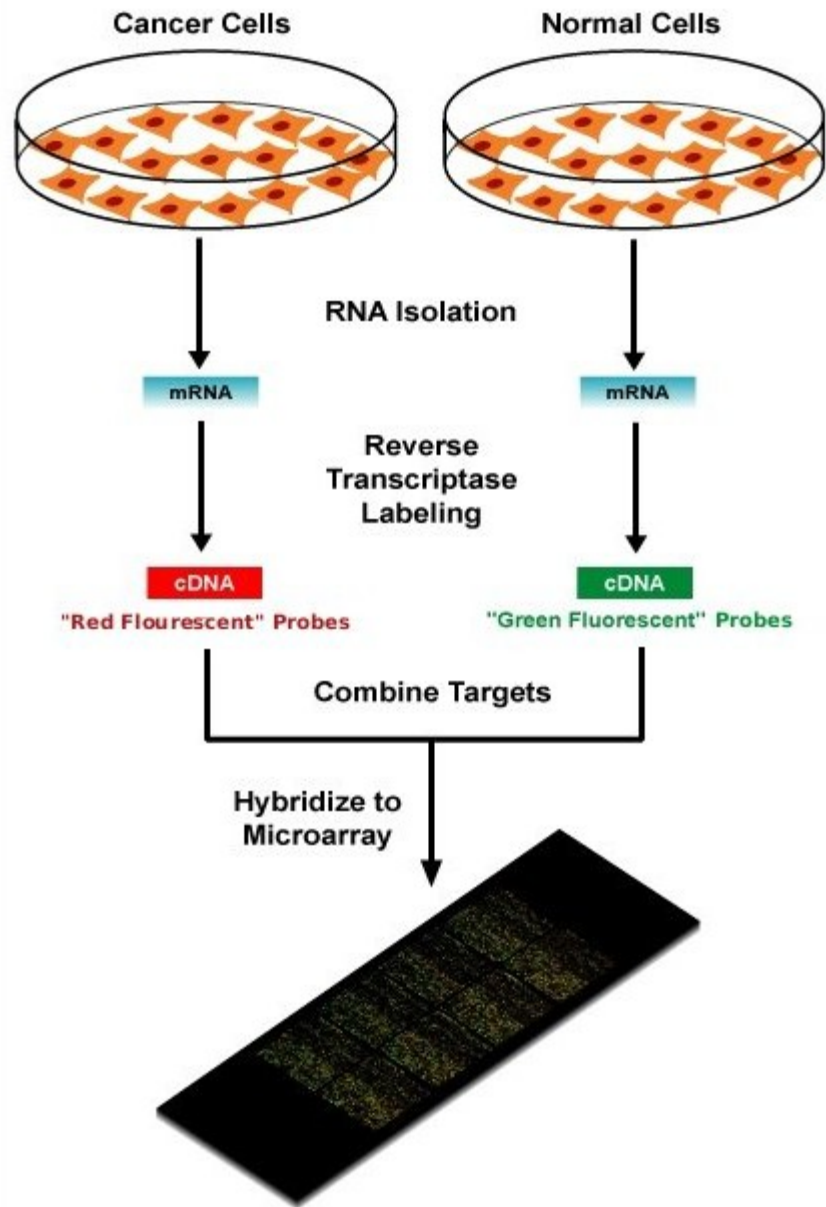 Cancer Cells
Normal Cells
RNA Isolation
mRNA
mRNA
Reverse
Transcriptase
Labeling
cDNA
cDNA
"Red Flourescent" Probes
"Green Fluorescent" Probes
Combine Targets
Hybridize to
Microarray